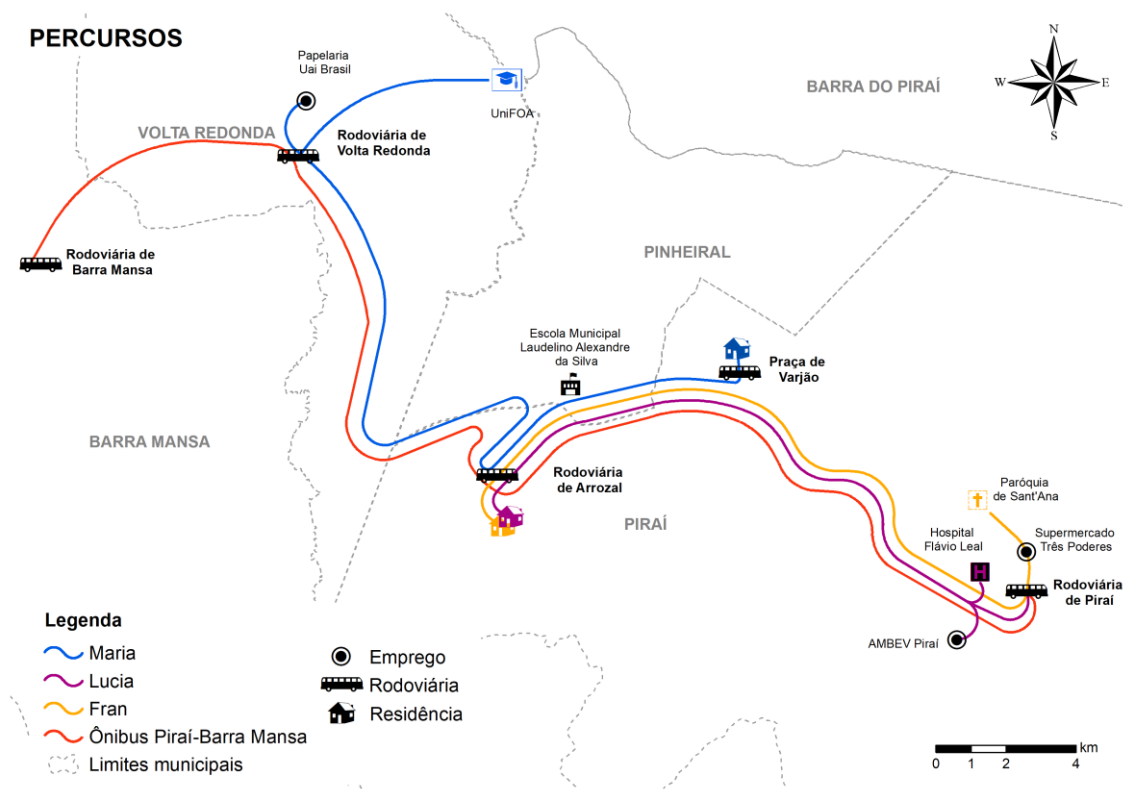 PERCURSOS
Papelaria
Uai Brasil
UniFOA
N
W
E
S
BARRA DO PIRAÍ
VOLTA REDONDA
Rodoviária de
Volta Redonda
Rodoviária de
Barra Mansa
PINHEIRAL
Escola Municipal
Laudelino Alexandre
da Silva
Praça de
Varjão
BARRA MANSA
Rodoviária
de Arrozal
PIRAÍ
Paróquia
de Sant'Ana
Hospital
Flávio Leal
Supermercado
Três Poderes
H
Rodoviária
de Piraí
AMBEV Piraí
Legenda
Maria
Lucia
Fran
Ônibus Piraí-Barra Mansa
Limites municipais
Emprego
Rodoviária
Residência
km
0 1 2 4